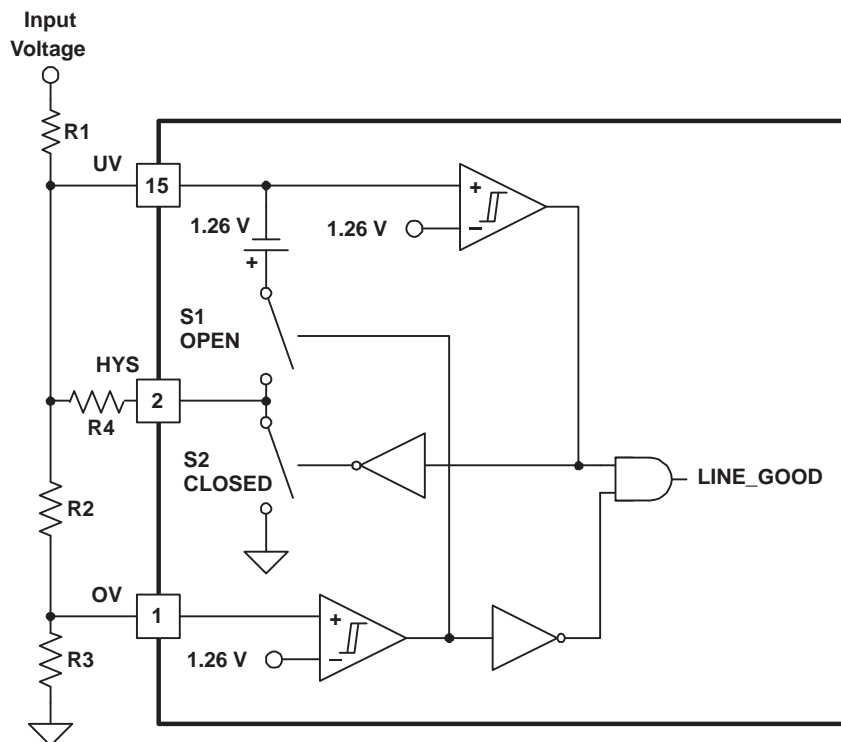 Input
Voltage
R1
UV
15
+
1.26 V
1.26 V
−
+
S1
OPEN
HYS
2
R4
S2
CLOSED
LINE_GOOD
R2
OV
1
+
R3
1.26 V
−